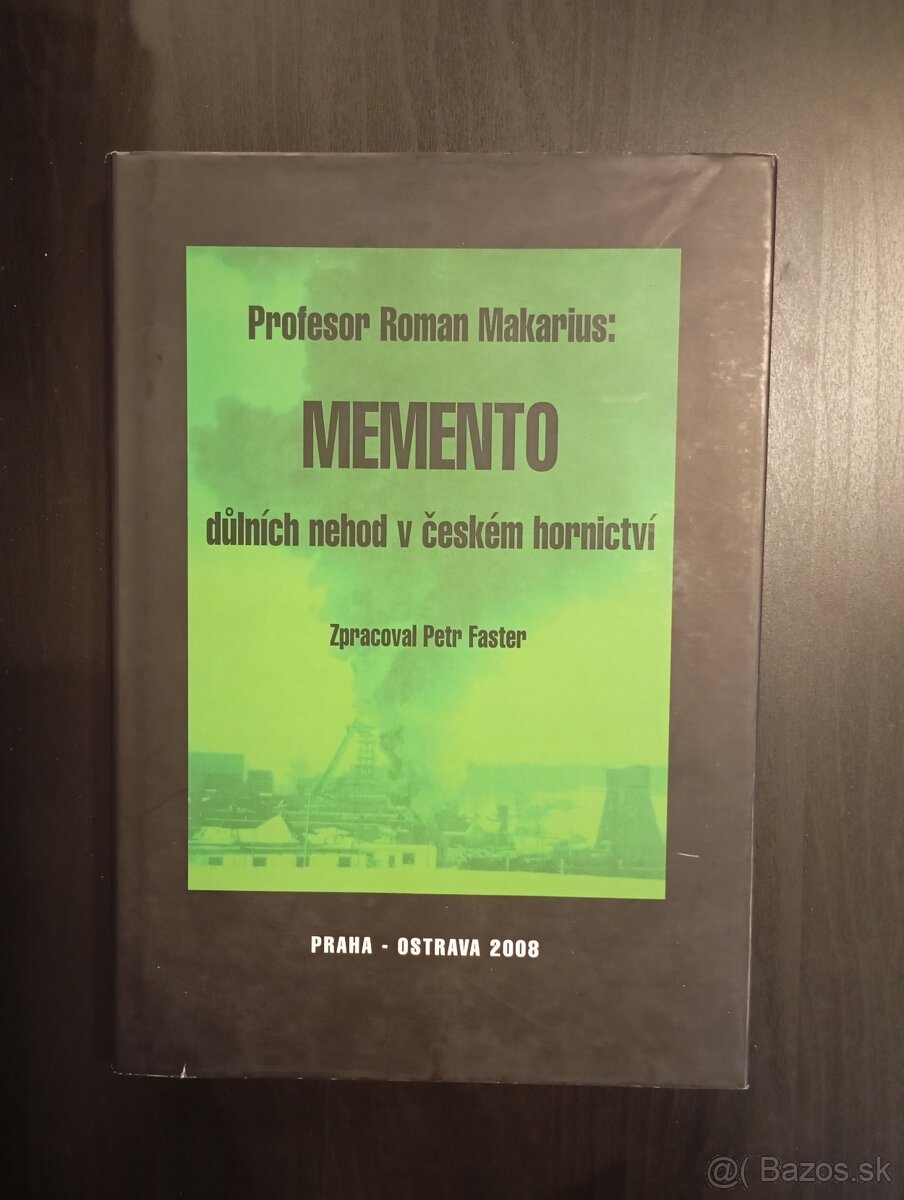 Profesor Roman Makarius:
MEMENTO
důlních nehod v českém hornictví
Zpracoval Petr Faster
PRAHA - OSTRAVA 2008
@( Bazos.sk